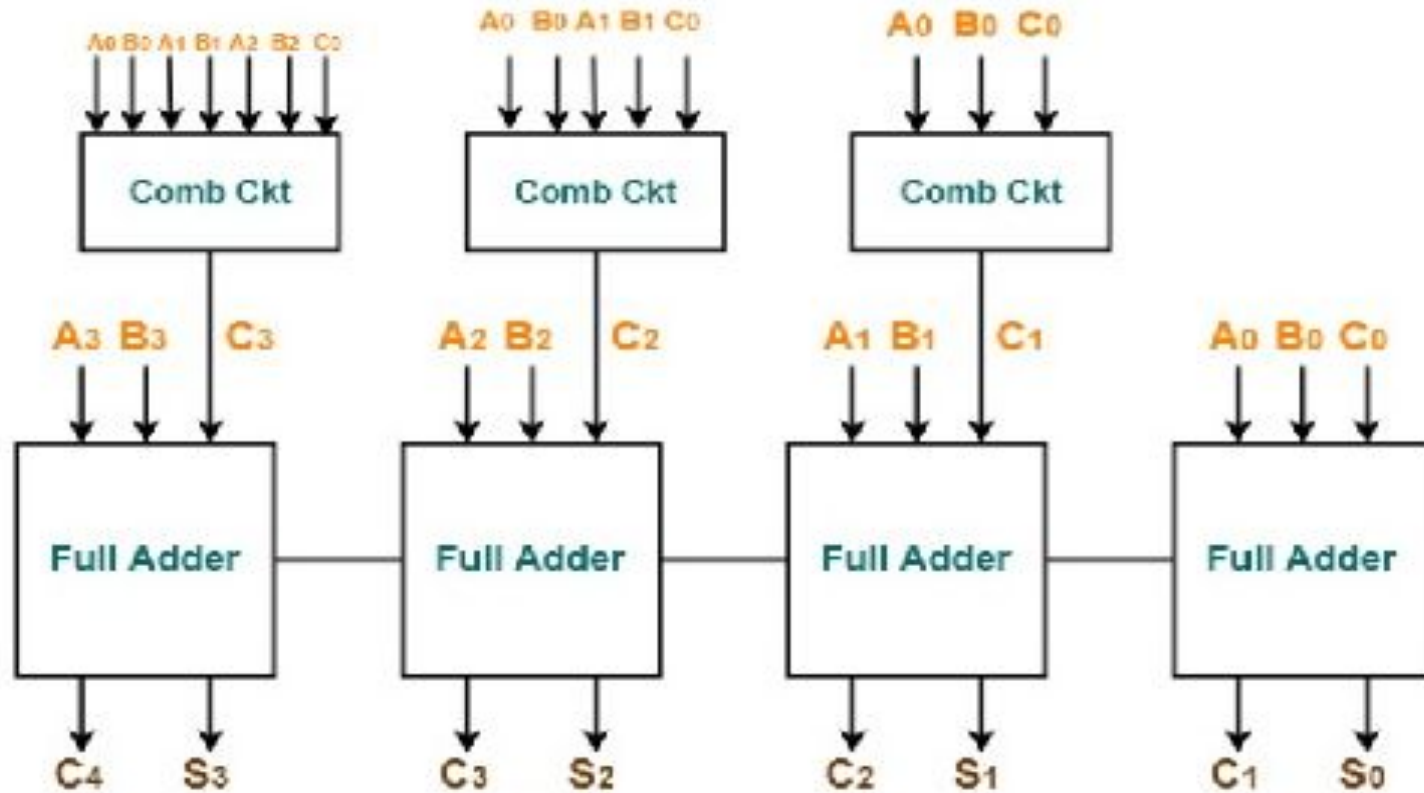 A0 B0 A1 B1 A2 B2 C0
A0 B0 A1 B1 C0
A0 B0 C0
Comb Ckt
Comb Ckt
Comb Ckt
A3 B3 C3
A2 B2 C2
A1 B1 C1
A0 B0 C0
Full Adder
Full Adder
Full Adder
Full Adder
C4 S3
C3 S2
C2 S1
C1 S0